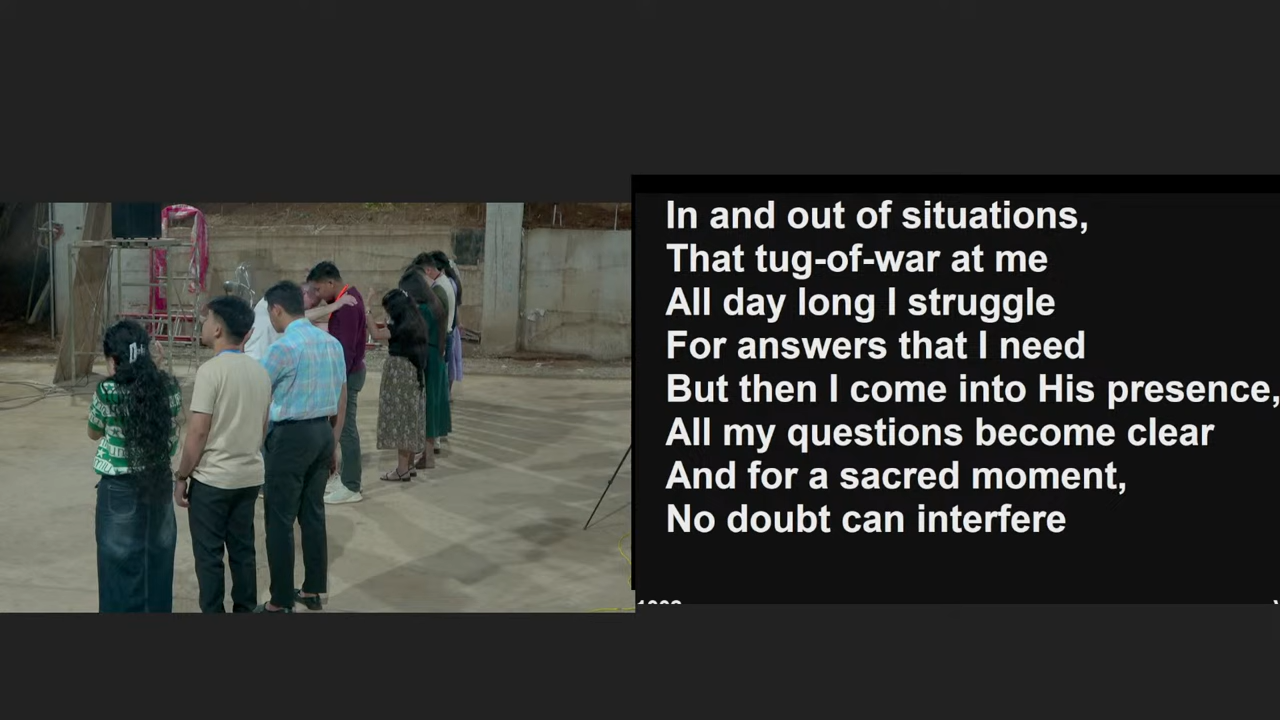 In and out of situations,
That tug-of-war at me
All day long I struggle
For answers that I need
But then I come into His presence,
All my questions become clear
And for a sacred moment,
No doubt can interfere